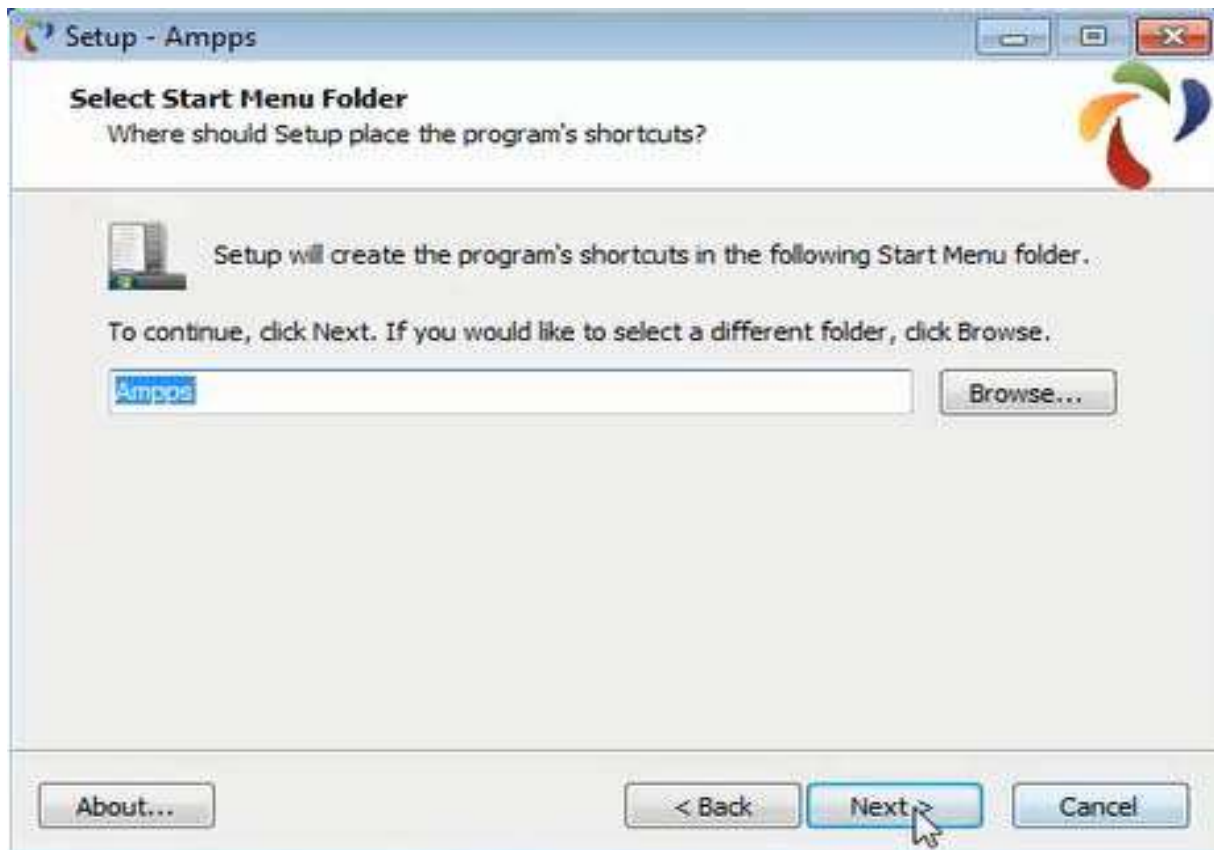 Setup - Ampps
Select Start Menu Folder
Where should Setup place the program's shortcuts?
Setup will create the program's shortcuts in the following Start Menu folder.
To continue, click Next. If you would like to select a different folder, click Browse.
Ampps
Browse...
About...
< Back
Next >
Cancel